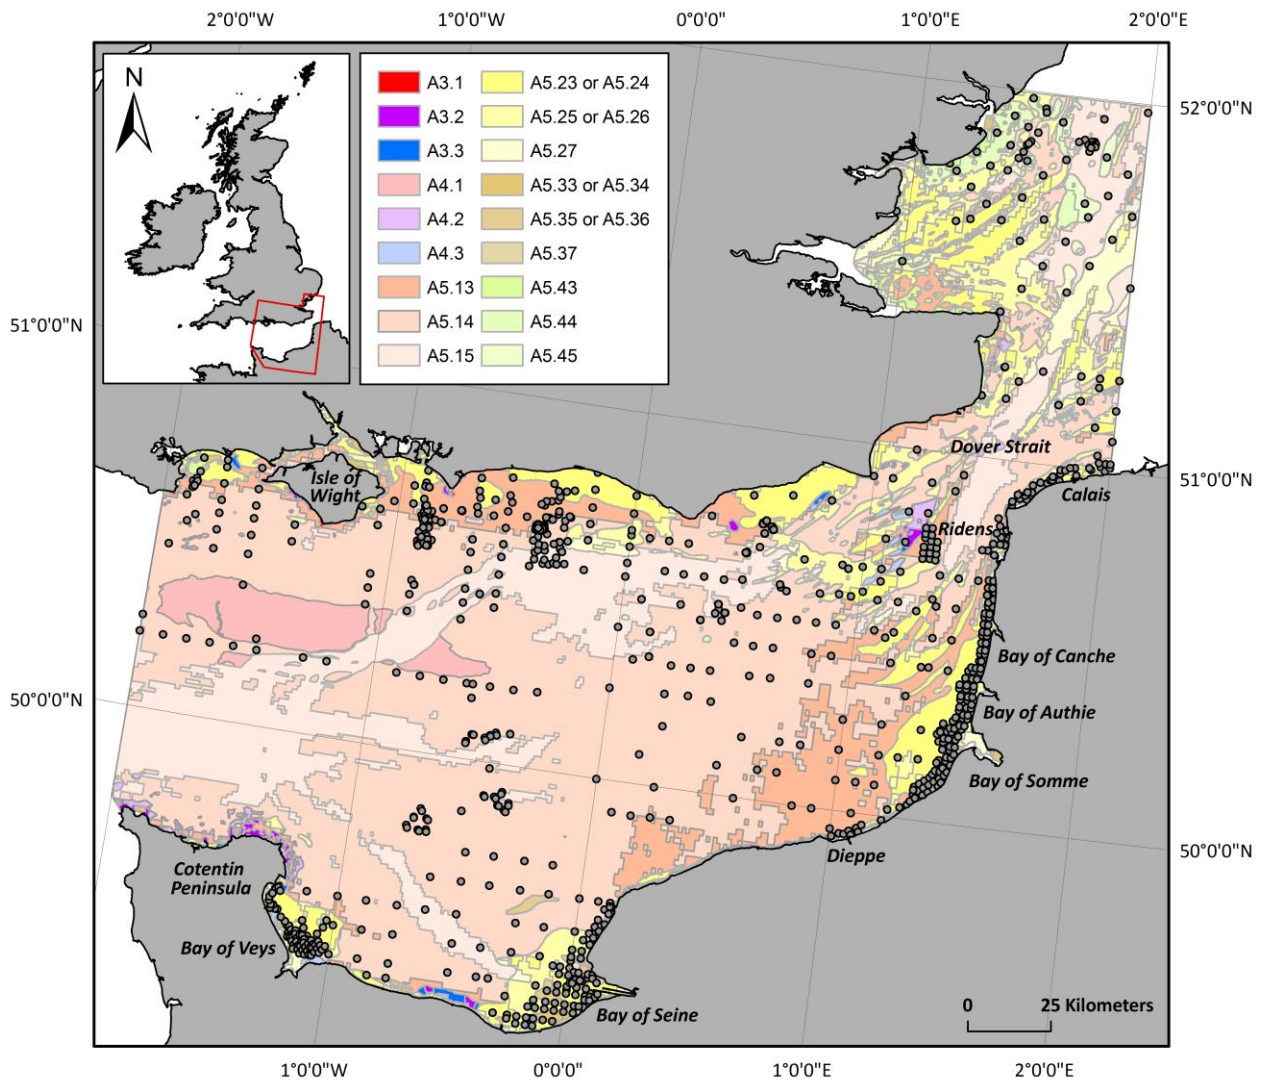 2°0'0"W 1°0'0"W 0°0'0" 1°0'0"E 2°0'0"E
N
A3.1 A5.23 or A5.24
A3.2 A5.25 or A5.26
A3.3 A5.27
A4.1 A5.33 or A5.34
A4.2 A5.35 or A5.36
A4.3 A5.37
A5.13 A5.43
A5.14 A5.44
A5.15 A5.45
52°0'0"N
51°0'0"N
Dover Strait
Isle of
Wight
51°0'0"N
Calais
Ridens
Bay of Canche
50°0'0"N
Bay of Authie
Bay of Somme
50°0'0"N
Dieppe
Cotentin
Peninsula
Bay of Veys
Bay of Seine
0 25 Kilometers
1°0'0"W 0°0'0" 1°0'0"E 2°0'0"E